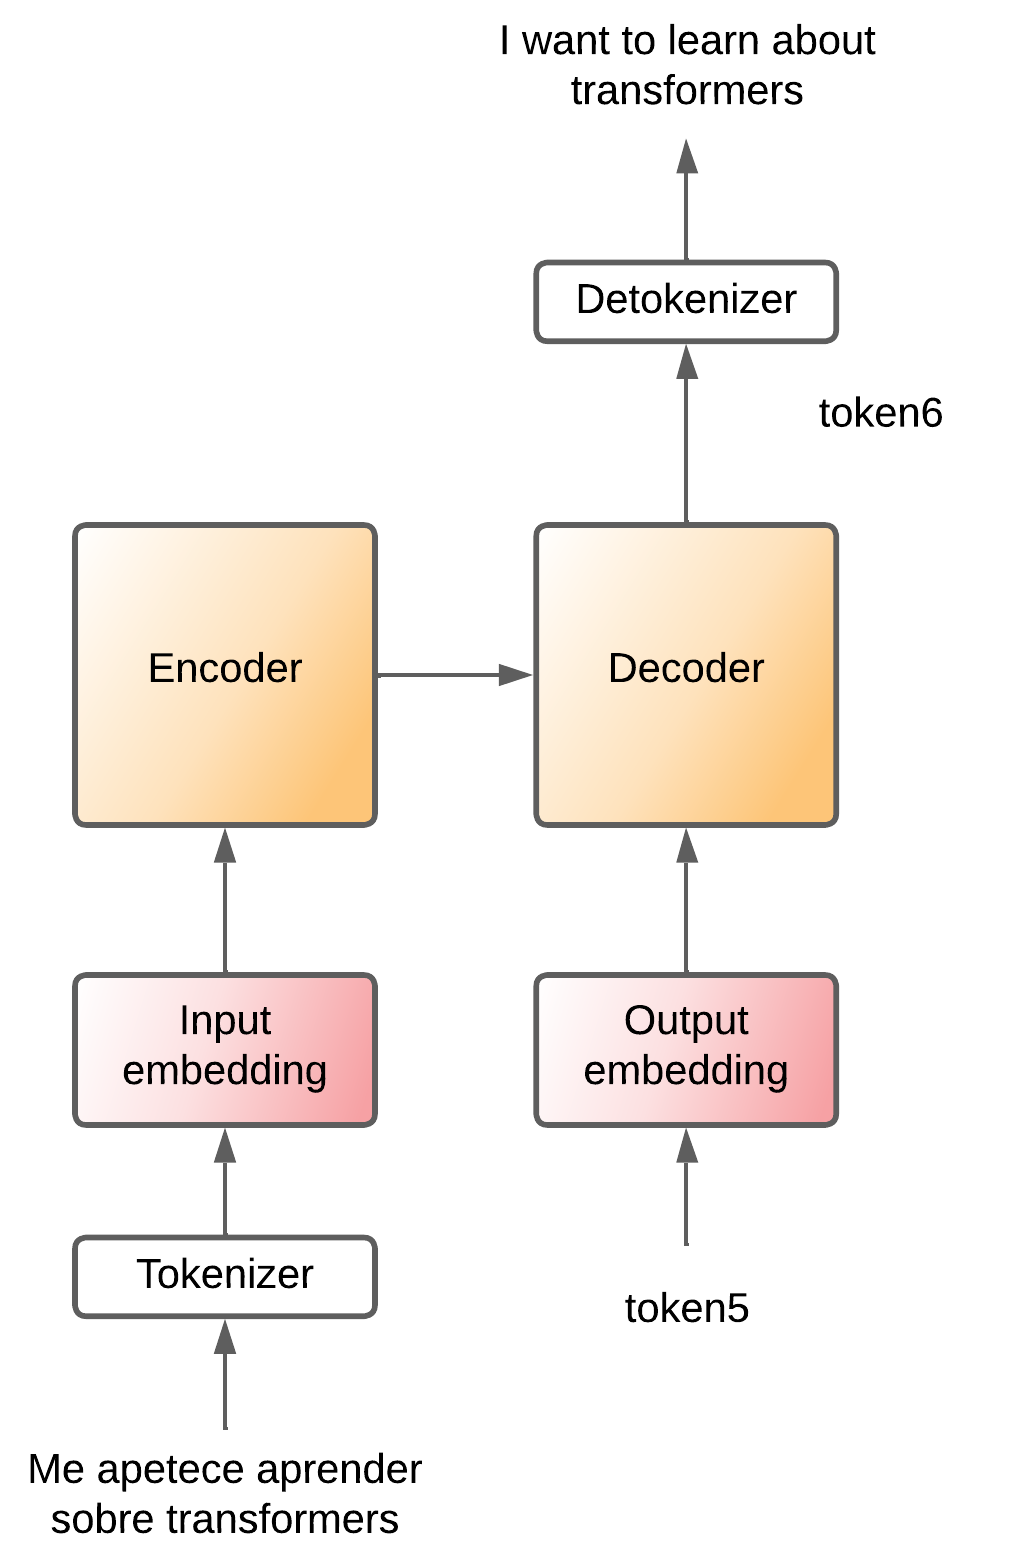 I want to learn about
transformers
Detokenizer
token6
Encoder
Decoder
Input
embedding
Output
embedding
Tokenizer
token5
Me apetece aprender
sobre transformers